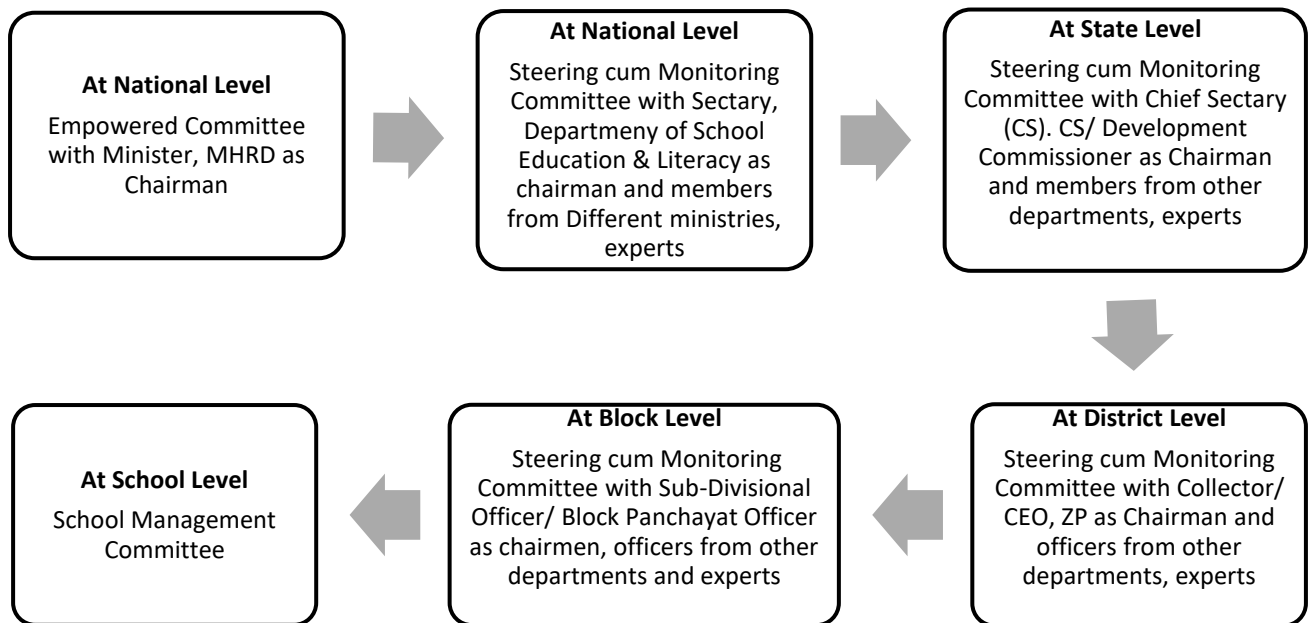 At National Level
Empowered Committee
with Minister, MHRD as
Chairman
At National Level
Steering cum Monitoring
Committee with Sectary,
Departmeny of School
Education & Literacy as
chairman and members
from Different ministries,
experts
At State Level
Steering cum Monitoring
Committee with Chief Sectary
(CS). CS/ Development
Commissioner as Chairman
and members from other
departments, experts
At District Level
Steering cum Monitoring
Committee with Collector/
CEO, ZP as Chairman and
officers from other
departments, experts
At Block Level
Steering cum Monitoring
Committee with Sub-Divisional
Officer/ Block Panchayat Officer
as chairmen, officers from other
departments and experts
At School Level
School Management
Committee